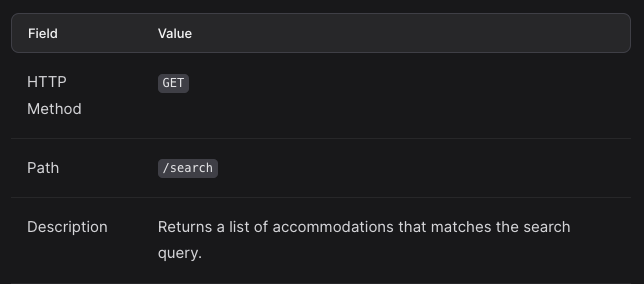 Field Value
HTTP GET
Method
Path /search
Description Returns a list of accommodations that matches the search
query.